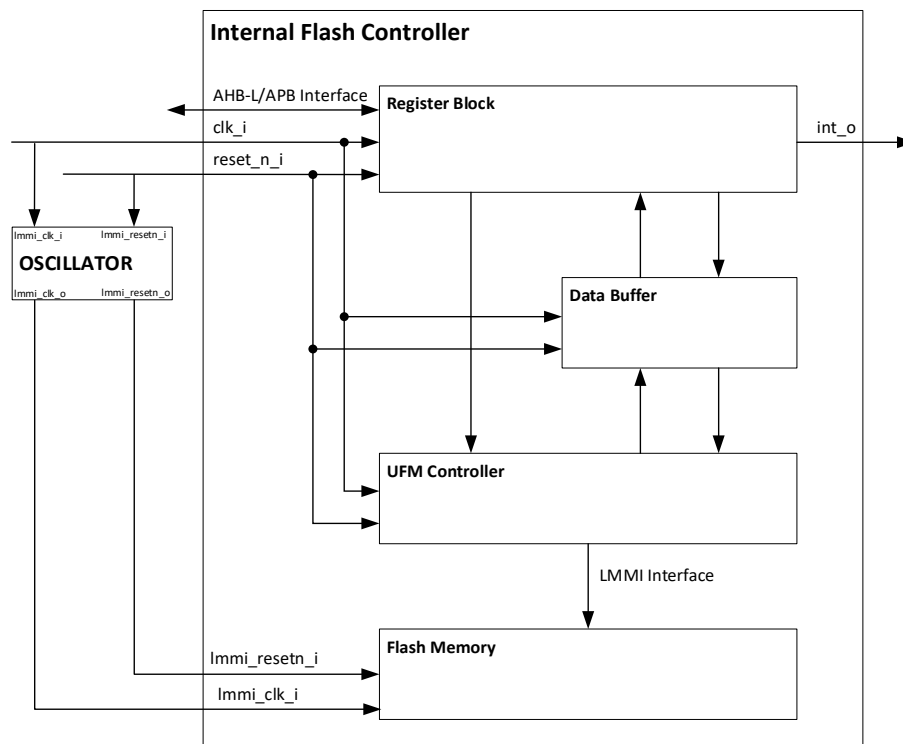 Internal Flash Controller
AHB-L/APB Interface
Register Block
clk_i
int_o
reset_n_i
lmmi_clk_i
lmmi_resetn_i
OSCILLATOR
lmmi_clk_o
lmmi_resetn_o
Data Buffer
UFM Controller
LMMI Interface
Flash Memory
lmmi_resetn_i
lmmi_clk_i